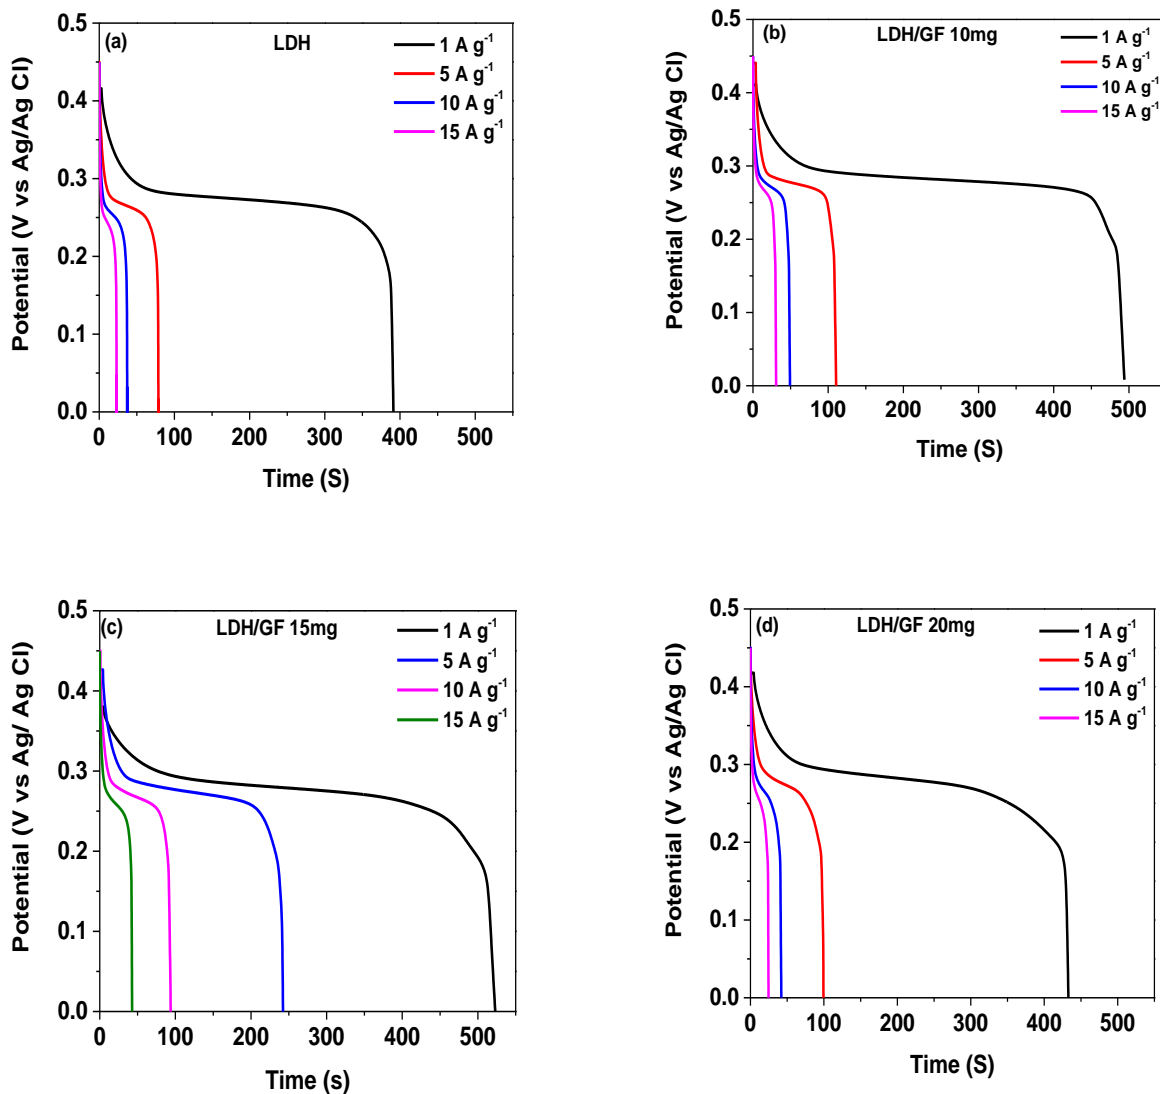 (a)
LDH
1 A g-1
5 A g-1
10 A g-1
15 A g-1
0.5
0.4
0.3
0.2
0.1
0.0
Potential (V vs Ag/Ag Cl)
0 100 200 300 400 500
Time (S)
(b)
LDH/GF 10mg
1 A g-1
5 A g-1
10 A g-1
15 A g-1
0.5
0.4
0.3
0.2
0.1
0.0
Potential (V vs Ag/Ag Cl)
0 100 200 300 400 500
Time (S)
(c)
LDH/GF 15mg
1 A g-1
5 A g-1
10 A g-1
15 A g-1
0.5
0.4
0.3
0.2
0.1
0.0
Potential (V vs Ag/ Ag Cl)
0 100 200 300 400 500
Time (s)
(d)
LDH/GF 20mg
1 A g-1
5 A g-1
10 A g-1
15 A g-1
0.5
0.4
0.3
0.2
0.1
0.0
Potential (V vs Ag/Ag Cl)
0 100 200 300 400 500
Time (S)